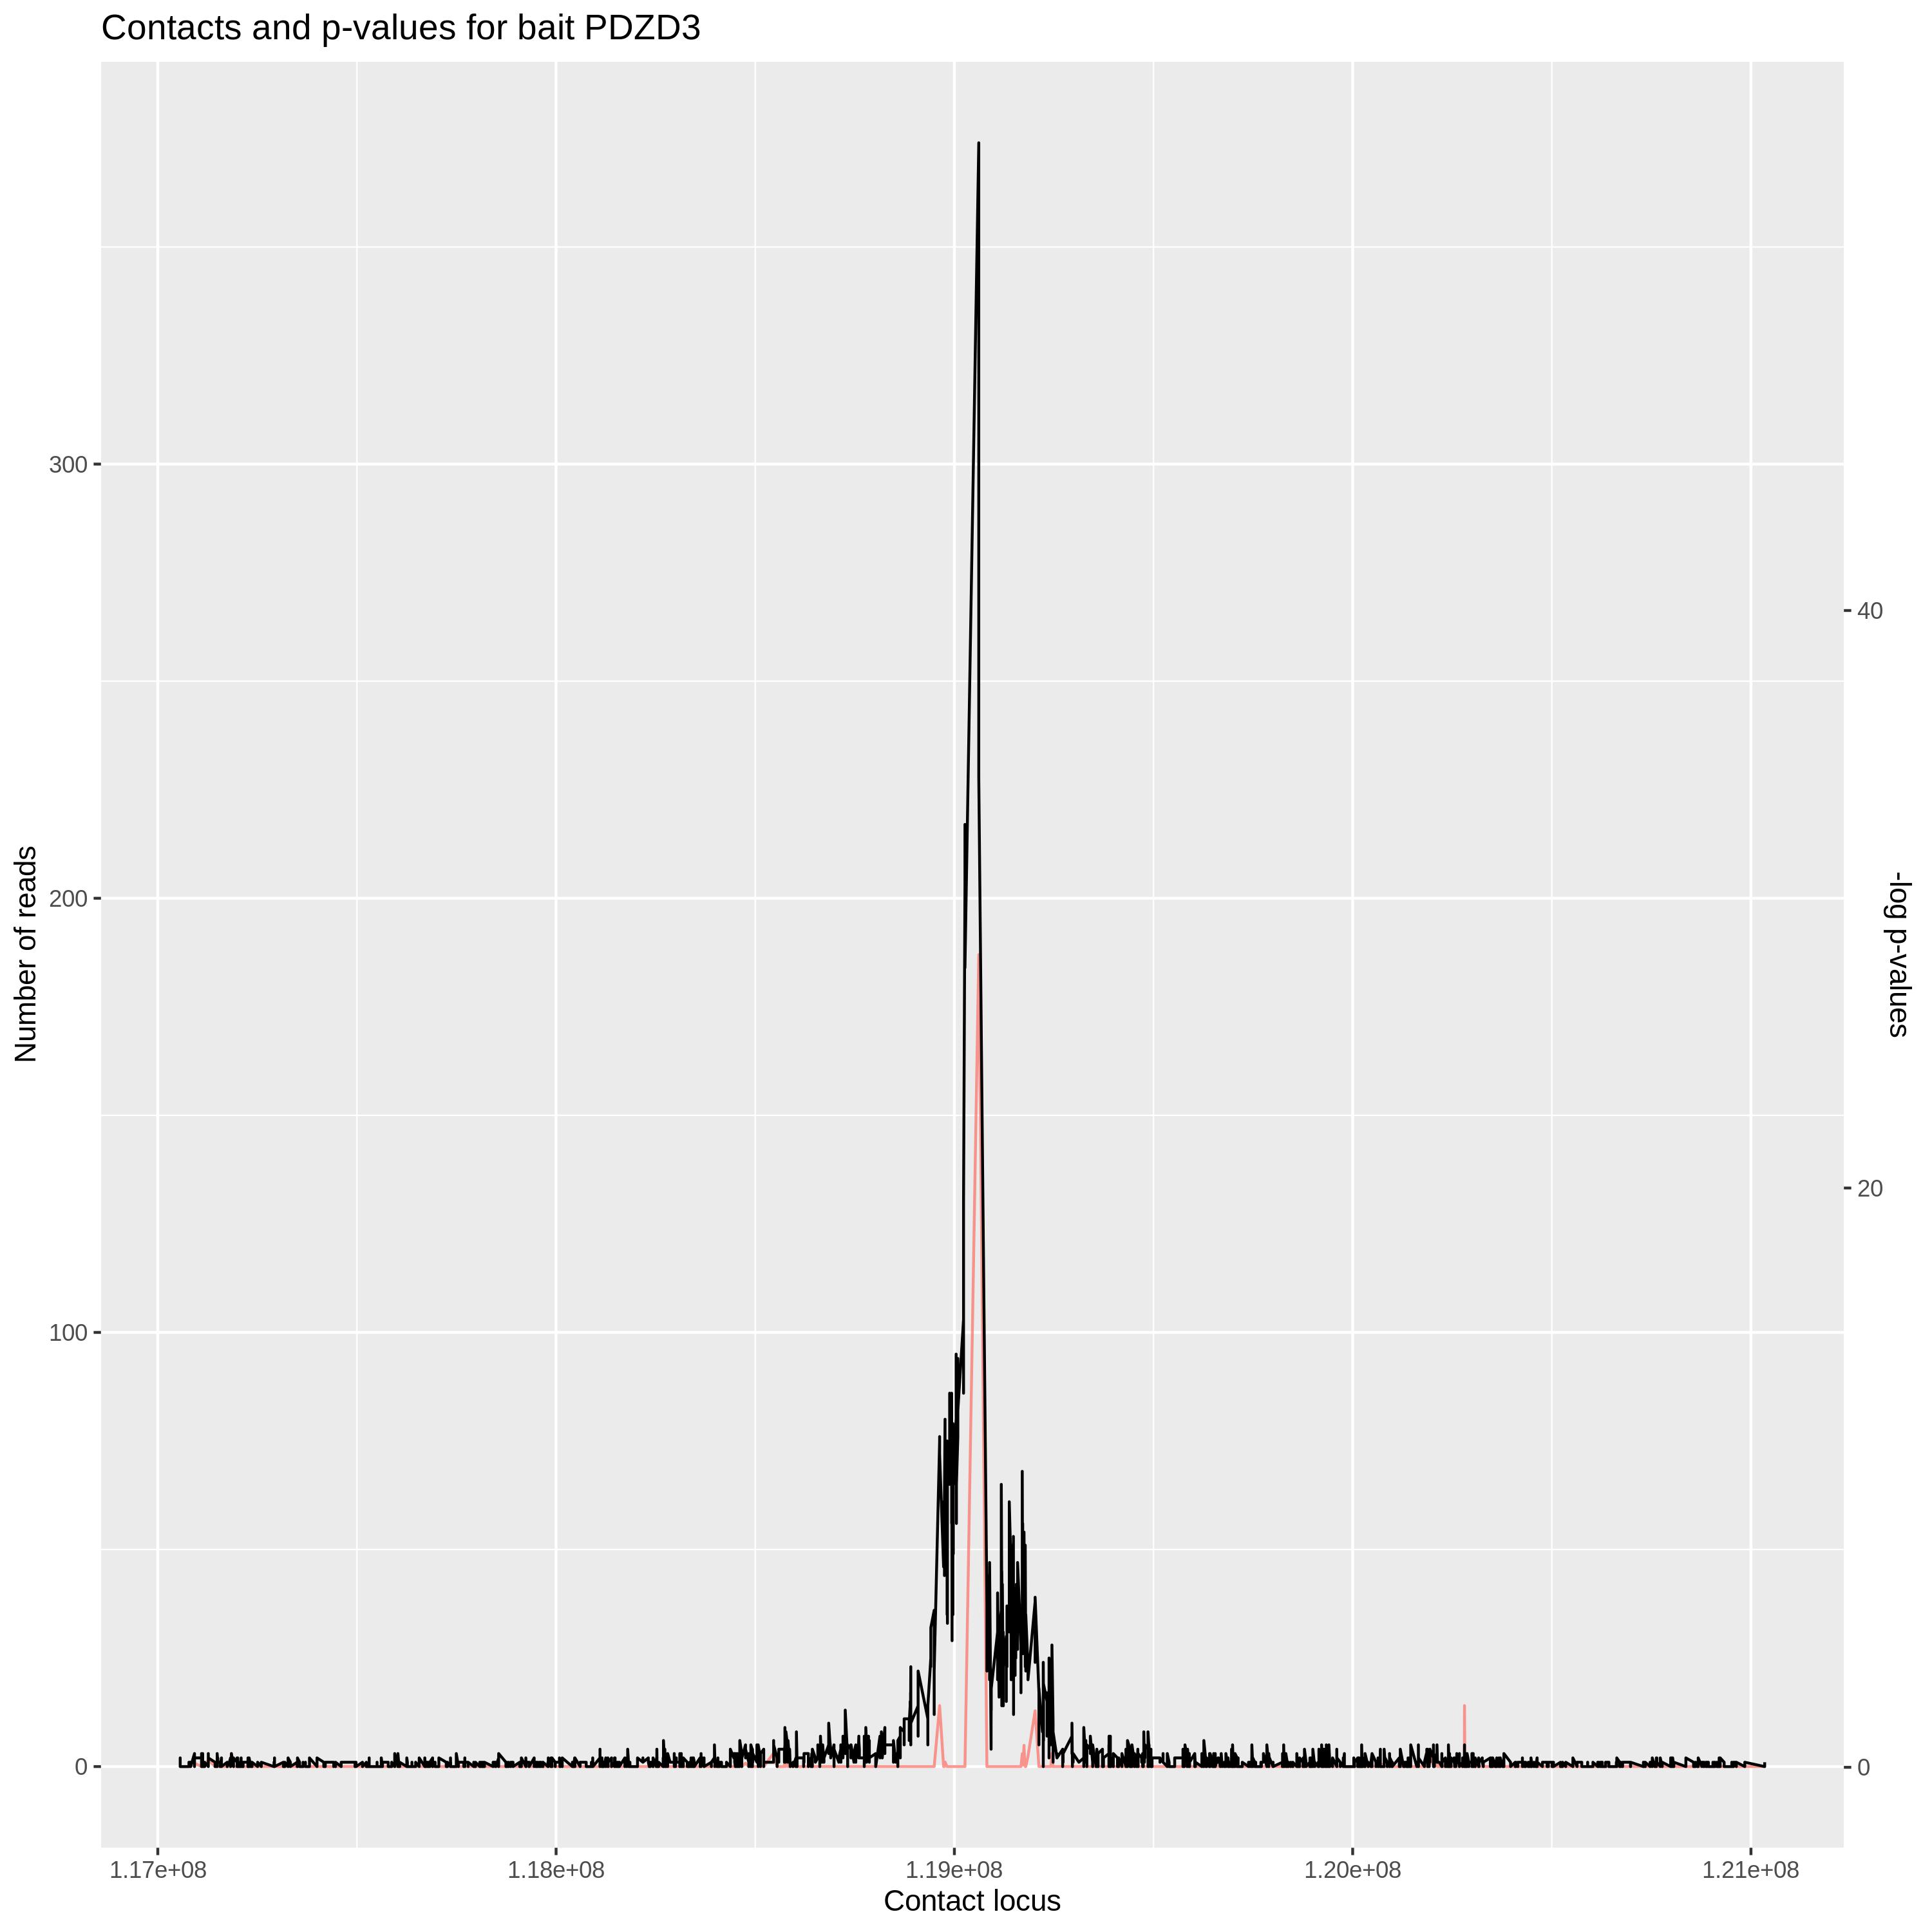 Contacts and p-values for bait PDZD3
Number of reads
300
200
100
0
-log p-values
40
20
0
1.17e+08
1.18e+08
1.19e+08
1.20e+08
1.21e+08
Contact locus